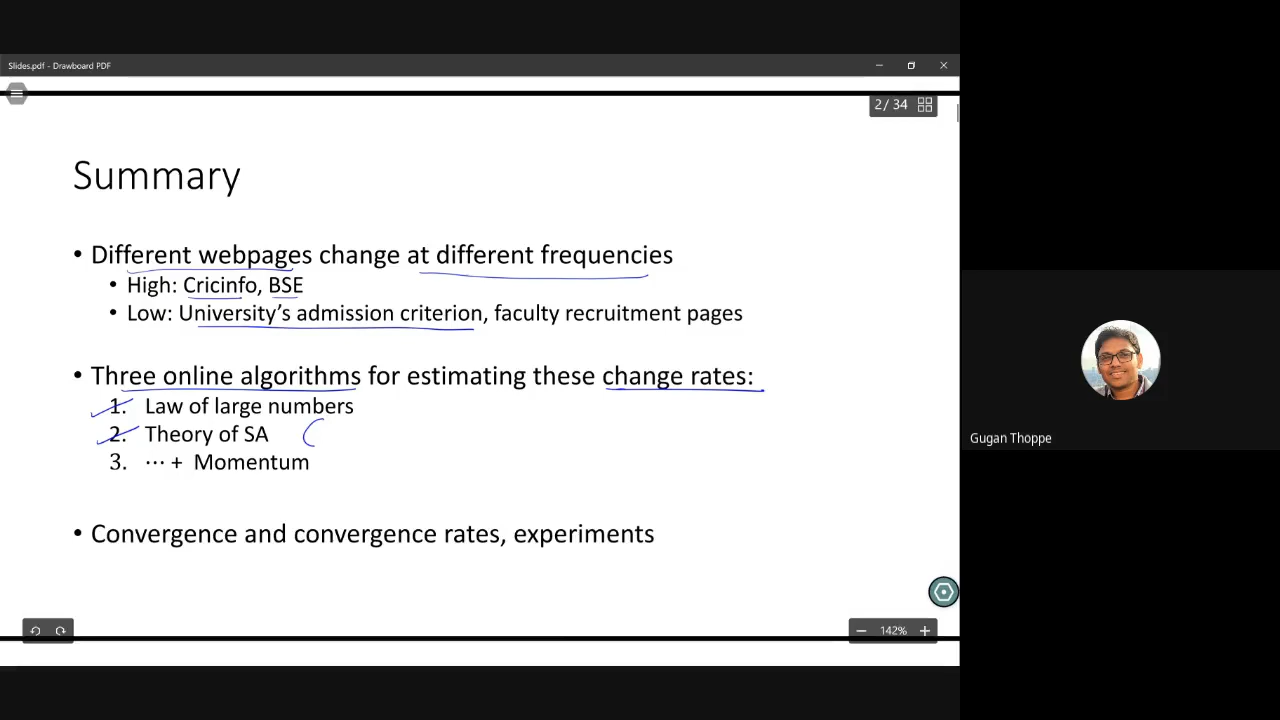 Slides.pdf - Drawboard PDF
2 / 34
Summary
• Different webpages change at different frequencies
• High: Cricinfo, BSE
• Low: University's admission criterion, faculty recruitment pages
• Three online algorithms for estimating these change rates:
1. Law of large numbers
2. Theory of SA
3. ⋯ + Momentum
• Convergence and convergence rates, experiments
142%
Gugan Thoppe